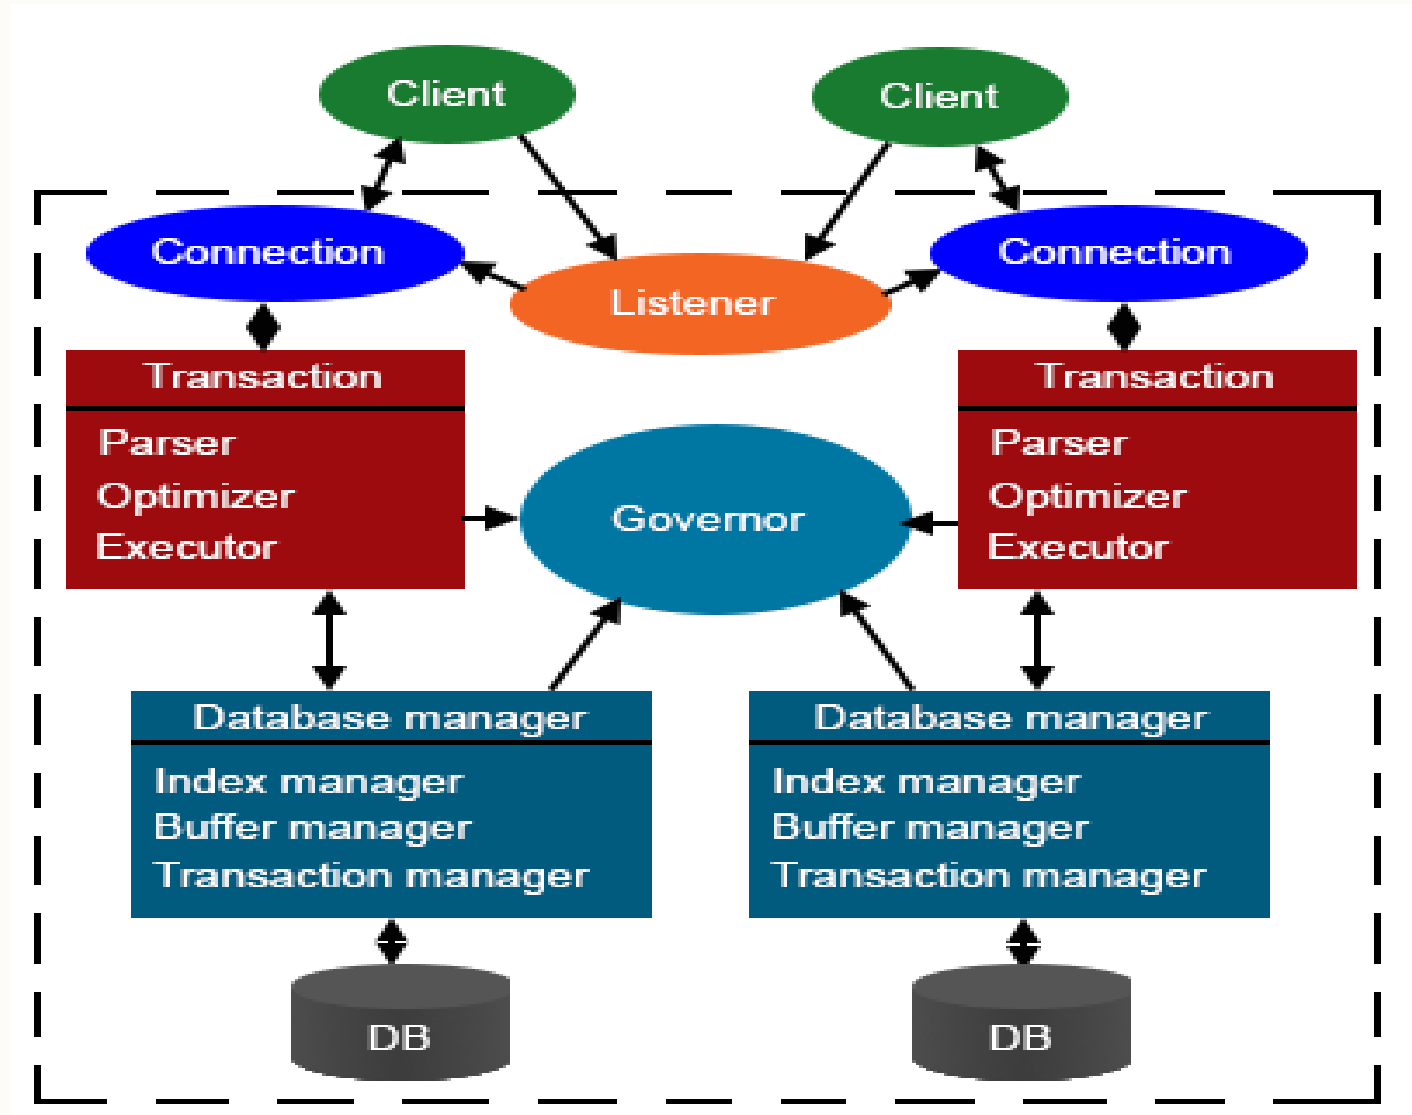 Client
Client
Connection
Connection
Listener
Transaction
Parser
Optimizer
Executor
Transaction
Parser
Optimizer
Executor
Governor
Database manager
Index manager
Buffer manager
Transaction manager
Database manager
Index manager
Buffer manager
Transaction manager
DB
DB